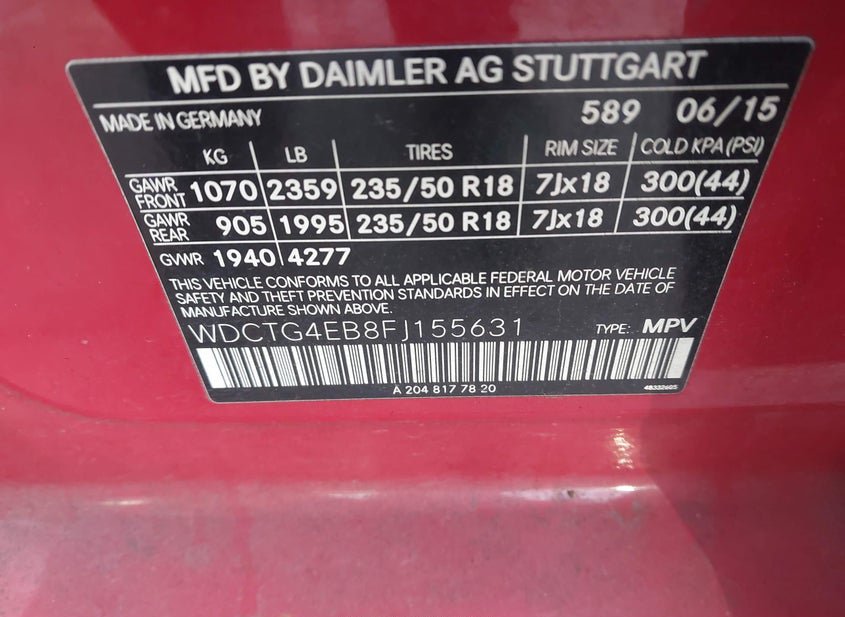 MFD BY DAIMLER AG STUTTGART
MADE IN GERMANY 589 06/15
KG LB TIRES RIM SIZE COLD KPA (PSI)
GAWR FRONT 1070 2359 235/50 R18 7Jx18 300(44)
GAWR REAR 905 1995 235/50 R18 7Jx18 300(44)
GVWR 1940 4277
THIS VEHICLE CONFORMS TO ALL APPLICABLE FEDERAL MOTOR VEHICLE
SAFETY AND THEFT PREVENTION STANDARDS IN EFFECT ON THE DATE OF
MANUFACTURE SHOWN ABOVE.
WDCTG4EB8FJ155631 TYPE: MPV
A 204 817 78 20 48332605